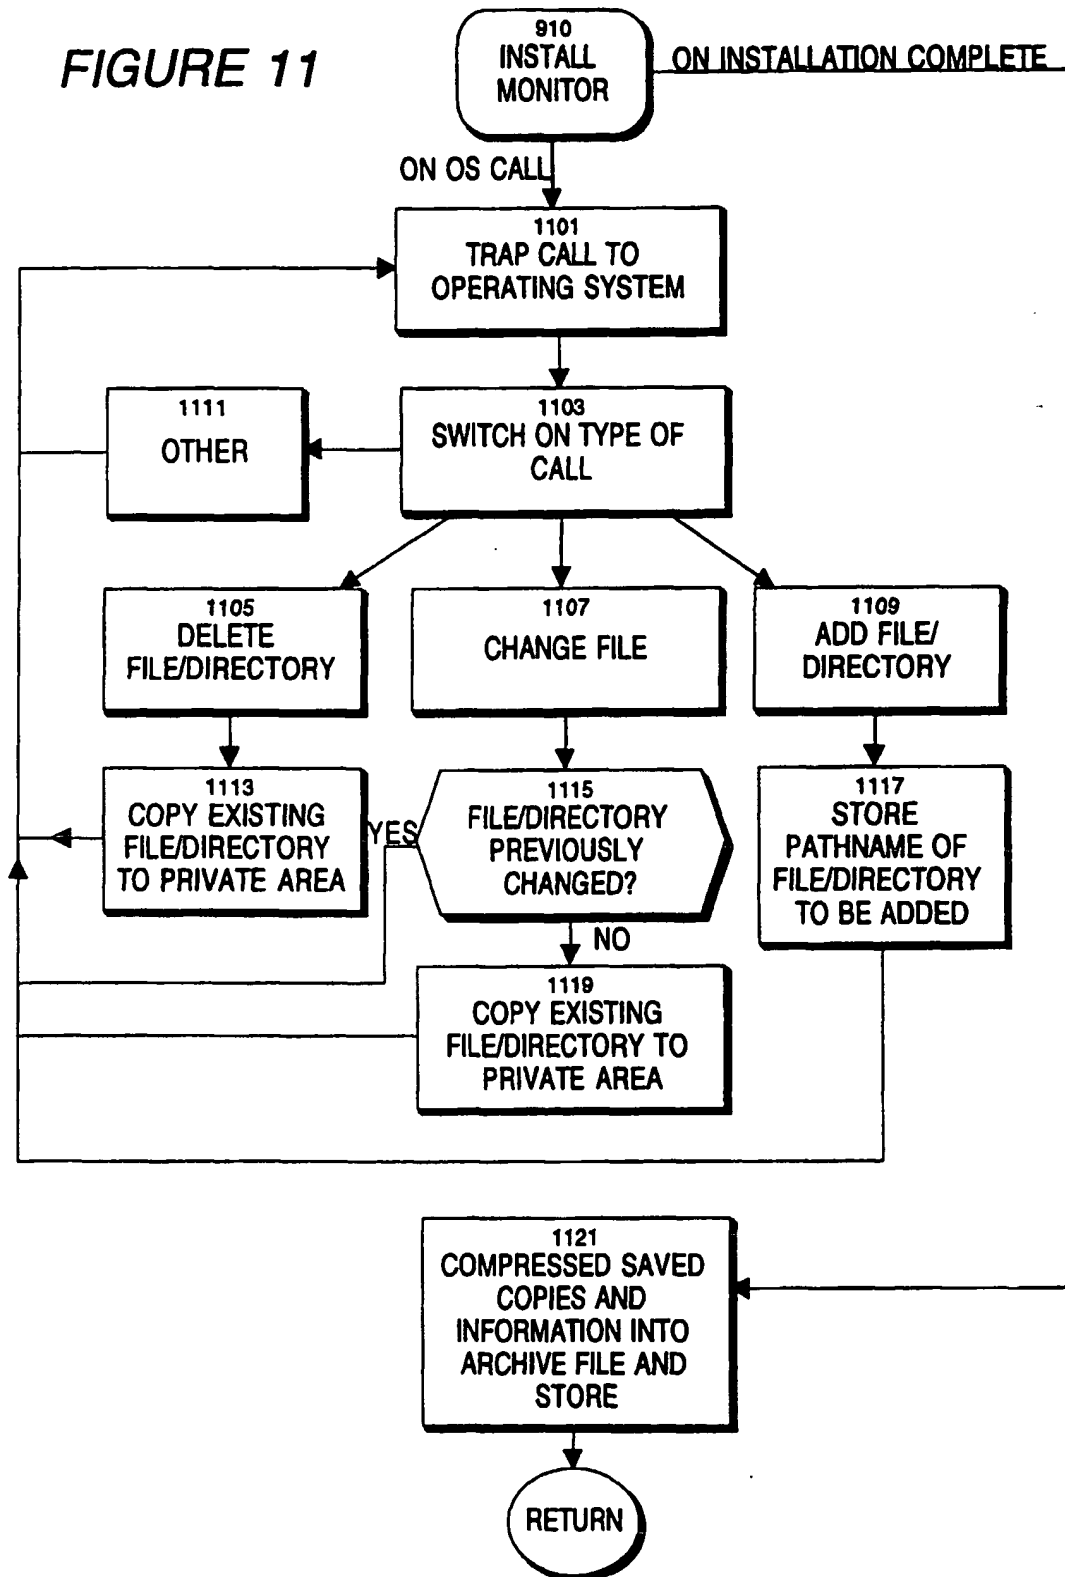 FIGURE 11
910
INSTALL
MONITOR
ON INSTALLATION COMPLETE
ON OS CALL
1101
TRAP CALL TO
OPERATING SYSTEM
1111
OTHER
1103
SWITCH ON TYPE OF
CALL
1105
DELETE
FILE/DIRECTORY
1107
CHANGE FILE
1109
ADD FILE/
DIRECTORY
1113
COPY EXISTING
FILE/DIRECTORY
TO PRIVATE AREA
YES
1115
FILE/DIRECTORY
PREVIOUSLY
CHANGED?
1117
STORE
PATHNAME OF
FILE/DIRECTORY
TO BE ADDED
NO
1119
COPY EXISTING
FILE/DIRECTORY TO
PRIVATE AREA
1121
COMPRESSED SAVED
COPIES AND
INFORMATION INTO
ARCHIVE FILE AND
STORE
RETURN